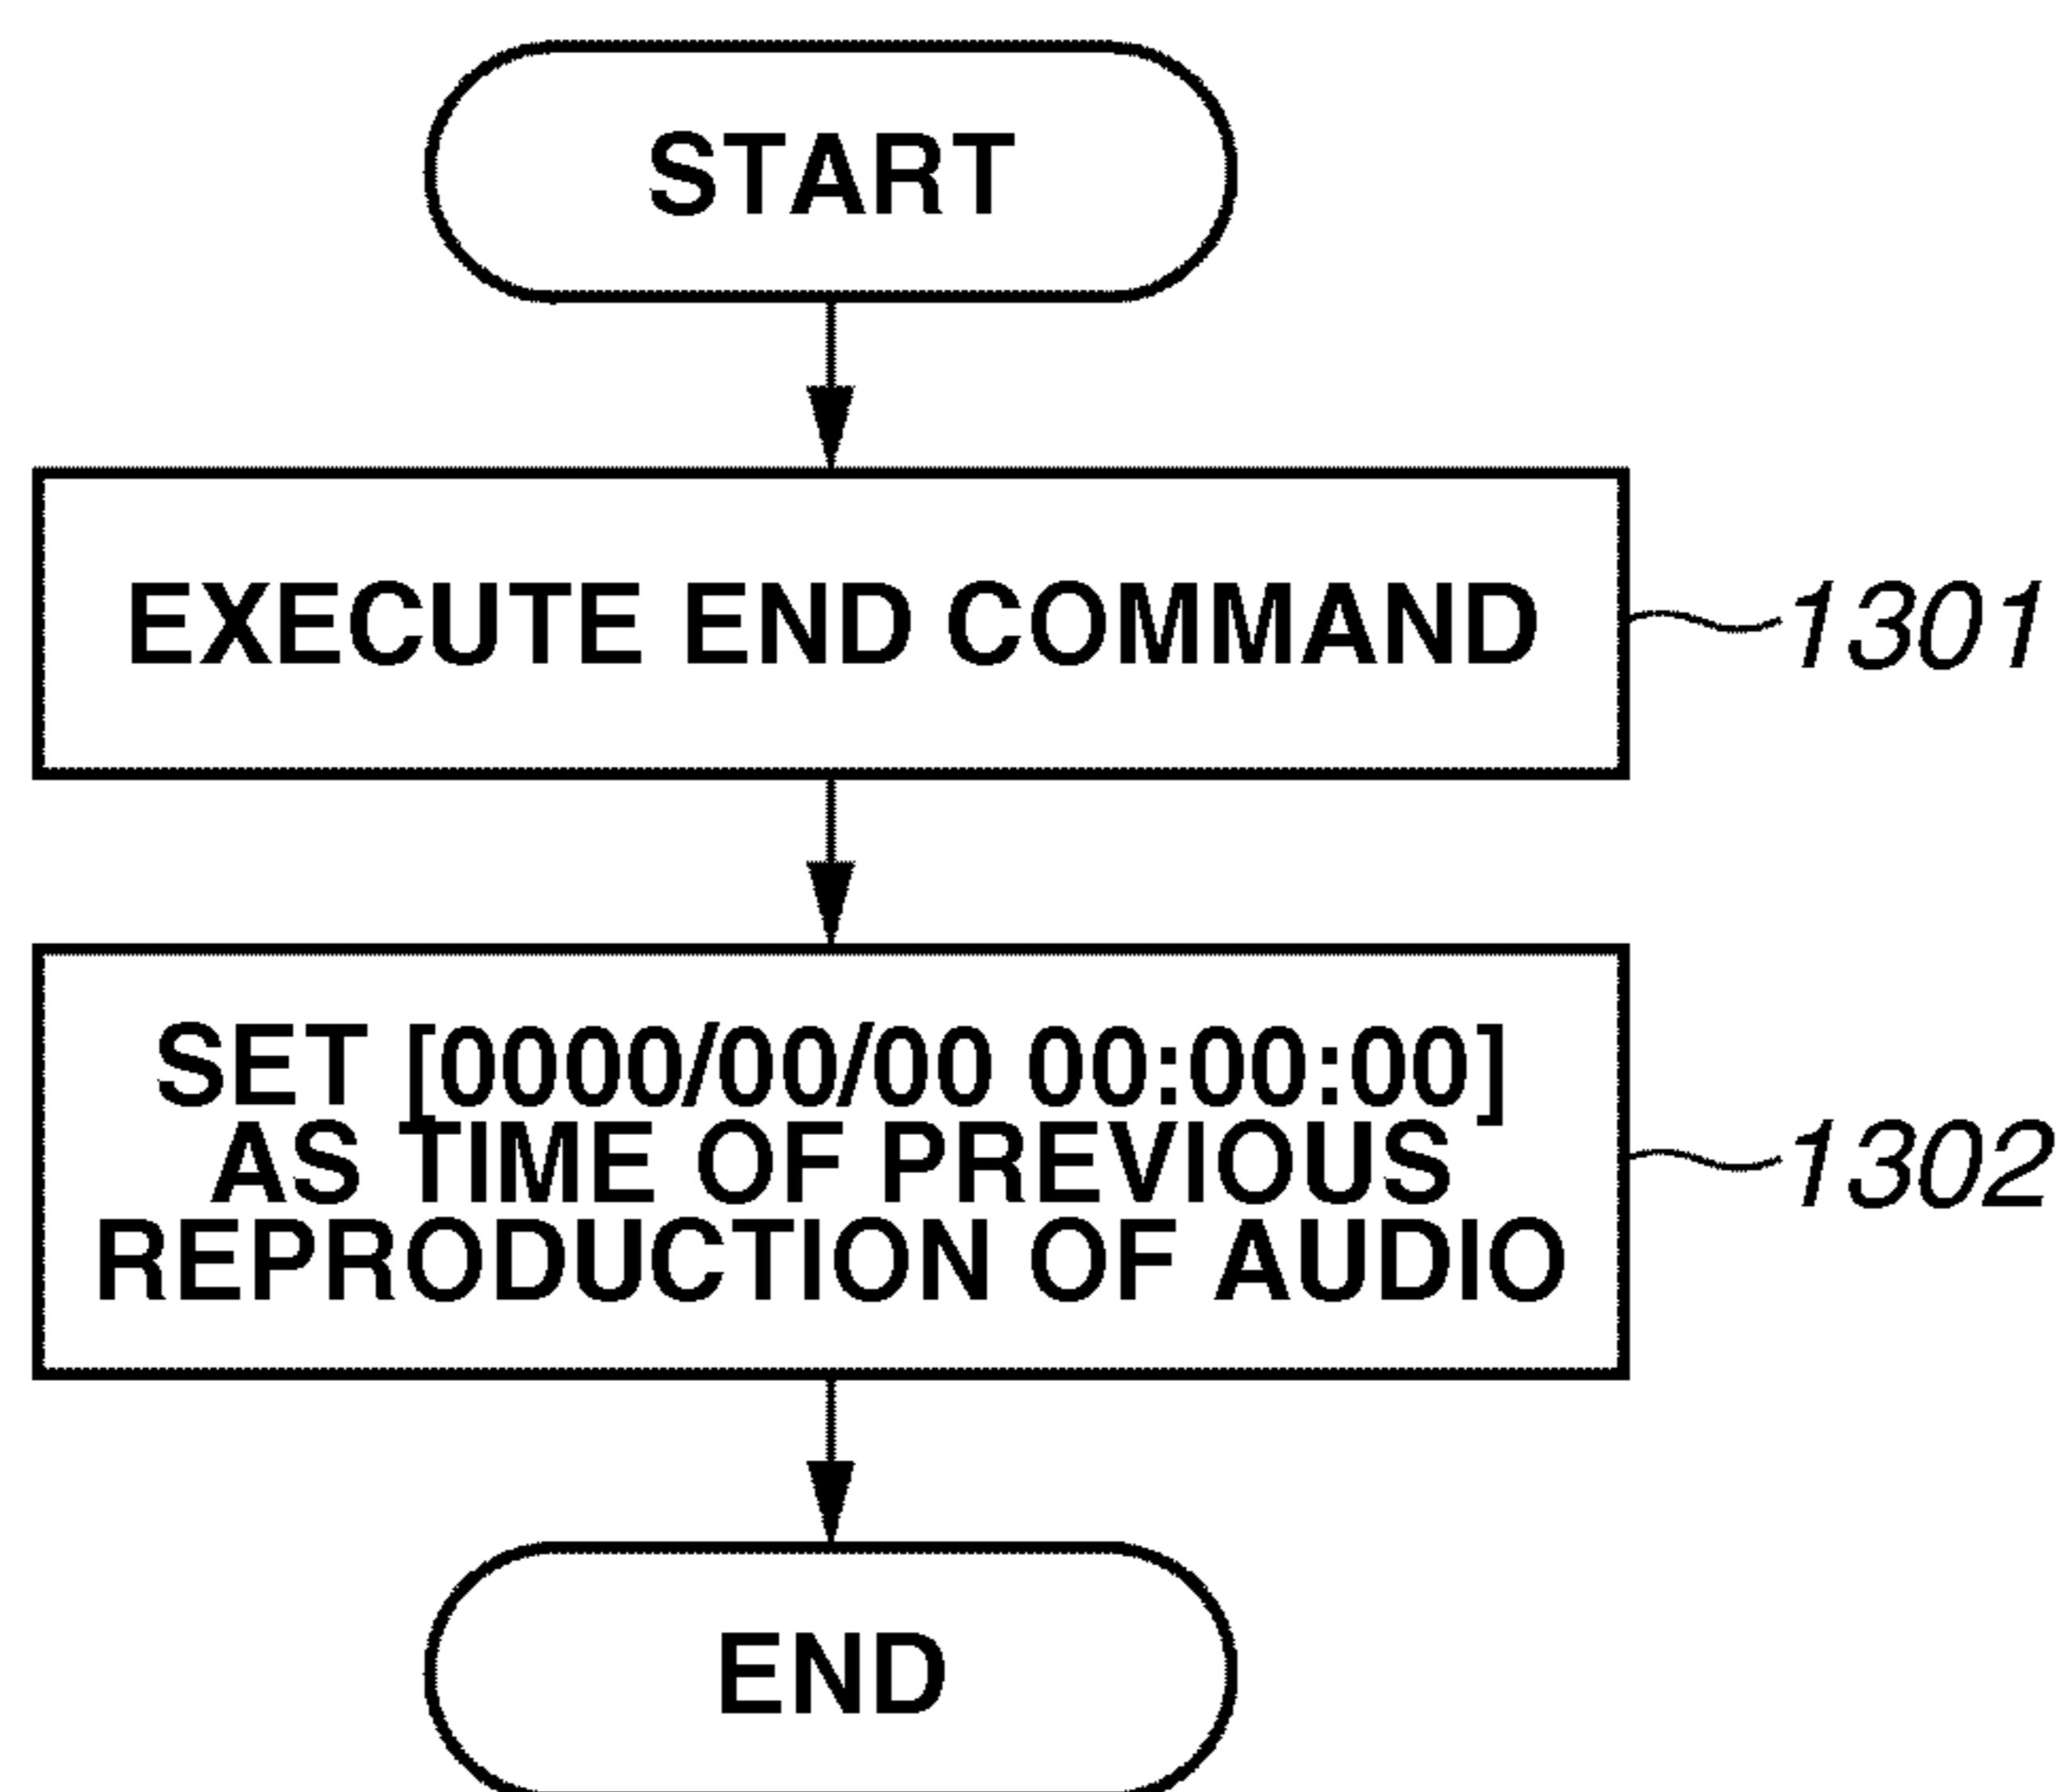 START
EXECUTE END COMMAND
1301
SET [0000/00/00 00:00:00]
AS TIME OF PREVIOUS
REPRODUCTION OF AUDIO
1302
END